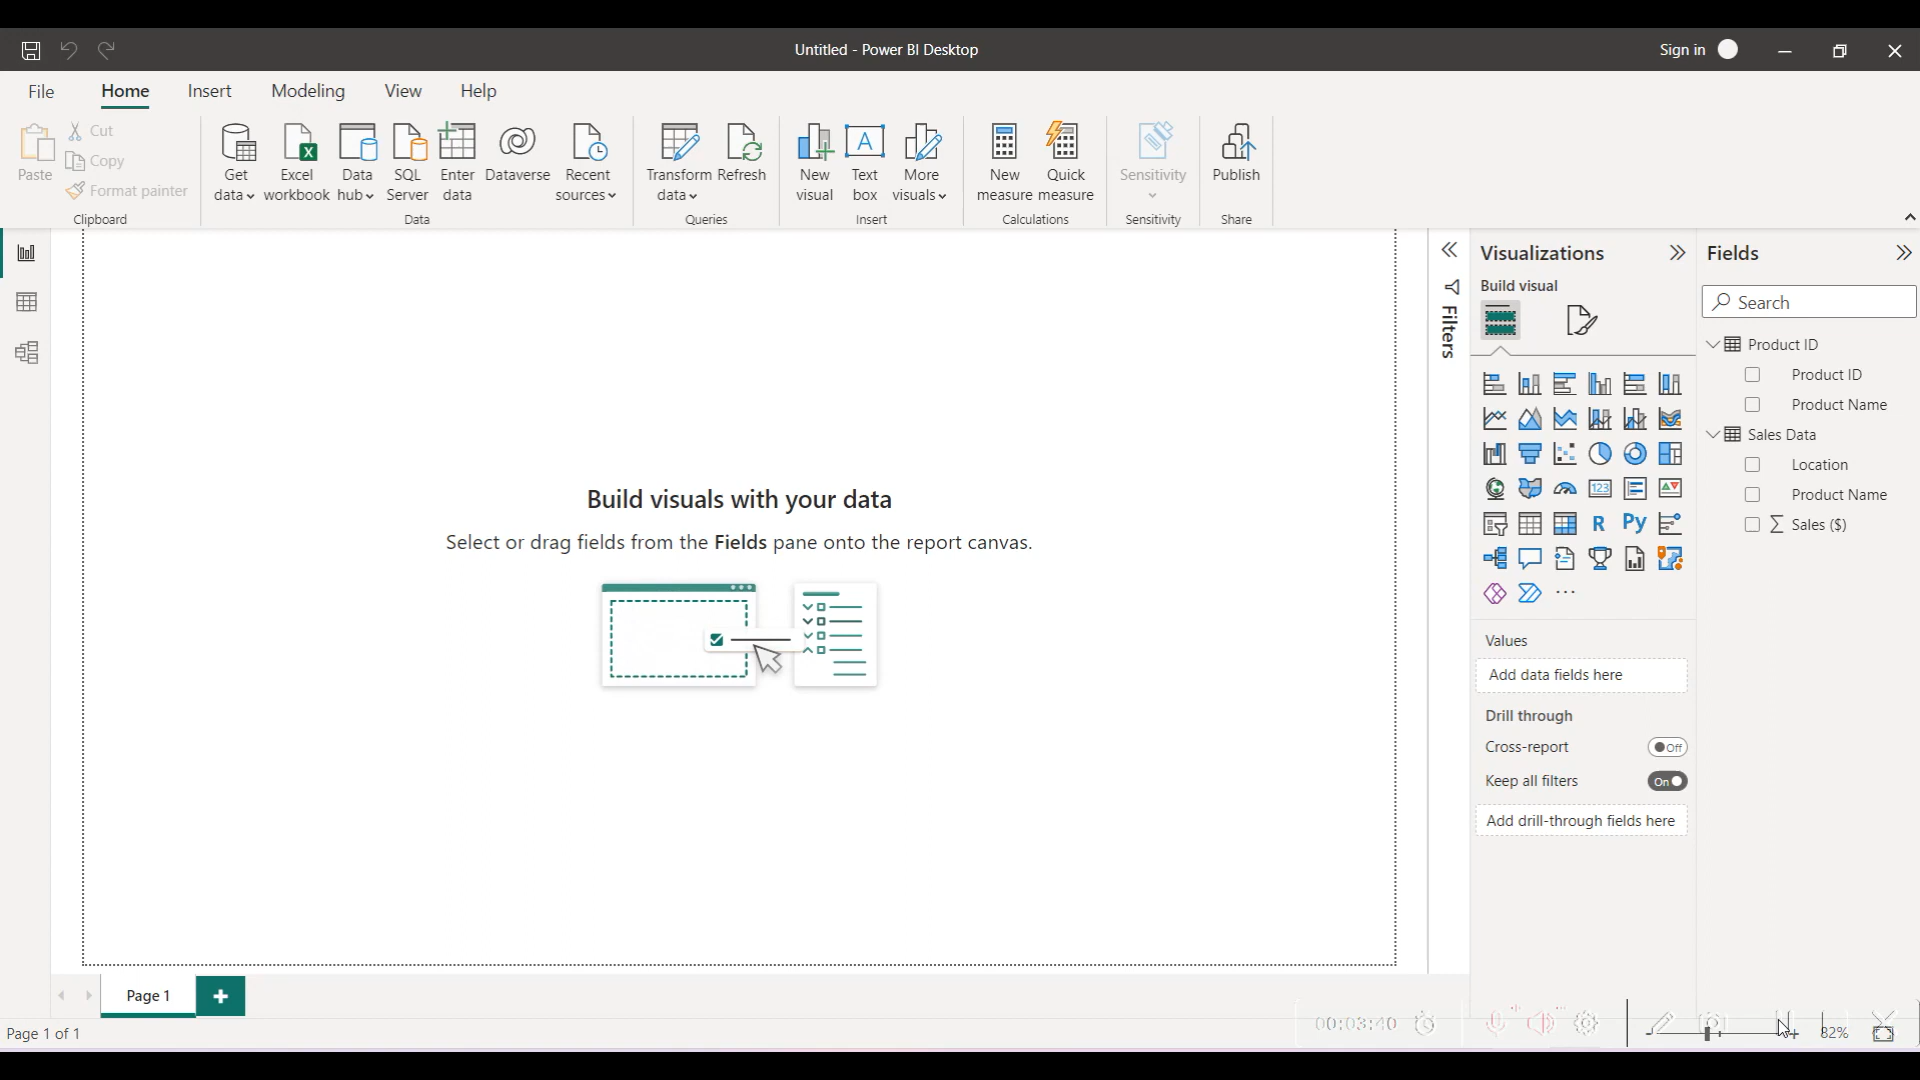 Untitled - Power BI Desktop
Sign in
File Home Insert Modeling View Help
Paste
Cut
Copy
Format painter
Clipboard
Get data
Excel workbook
Data hub
SQL Server
Enter data
Dataverse
Recent sources
Data
Transform data
Refresh
Queries
New visual
Text box
More visuals
Insert
New measure
Quick measure
Calculations
Sensitivity
Sensitivity
Publish
Share
Build visuals with your data
Select or drag fields from the Fields pane onto the report canvas.
Filters
Visualizations
Build visual
123
R
Py
Values
Add data fields here
Drill through
Cross-report Off
Keep all filters On
Add drill-through fields here
Fields
Search
Product ID
Product ID
Product Name
Sales Data
Location
Product Name
Σ Sales ($)
Page 1
Page 1 of 1
00:03:40
82%